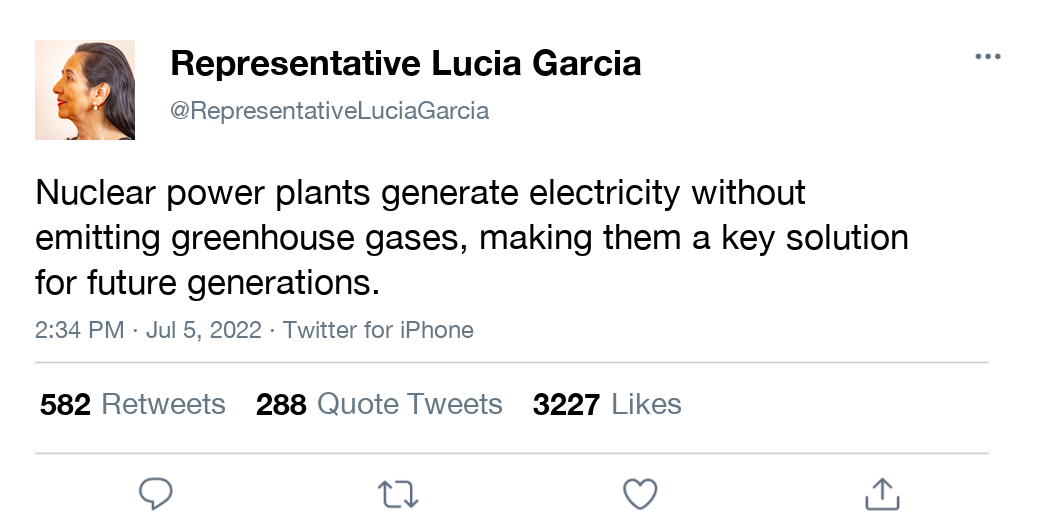 Representative Lucia Garcia
@RepresentativeLuciaGarcia
Nuclear power plants generate electricity without
emitting greenhouse gases, making them a key solution
for future generations.
2:34 PM · Jul 5, 2022 · Twitter for iPhone
582 Retweets 288 Quote Tweets 3227 Likes